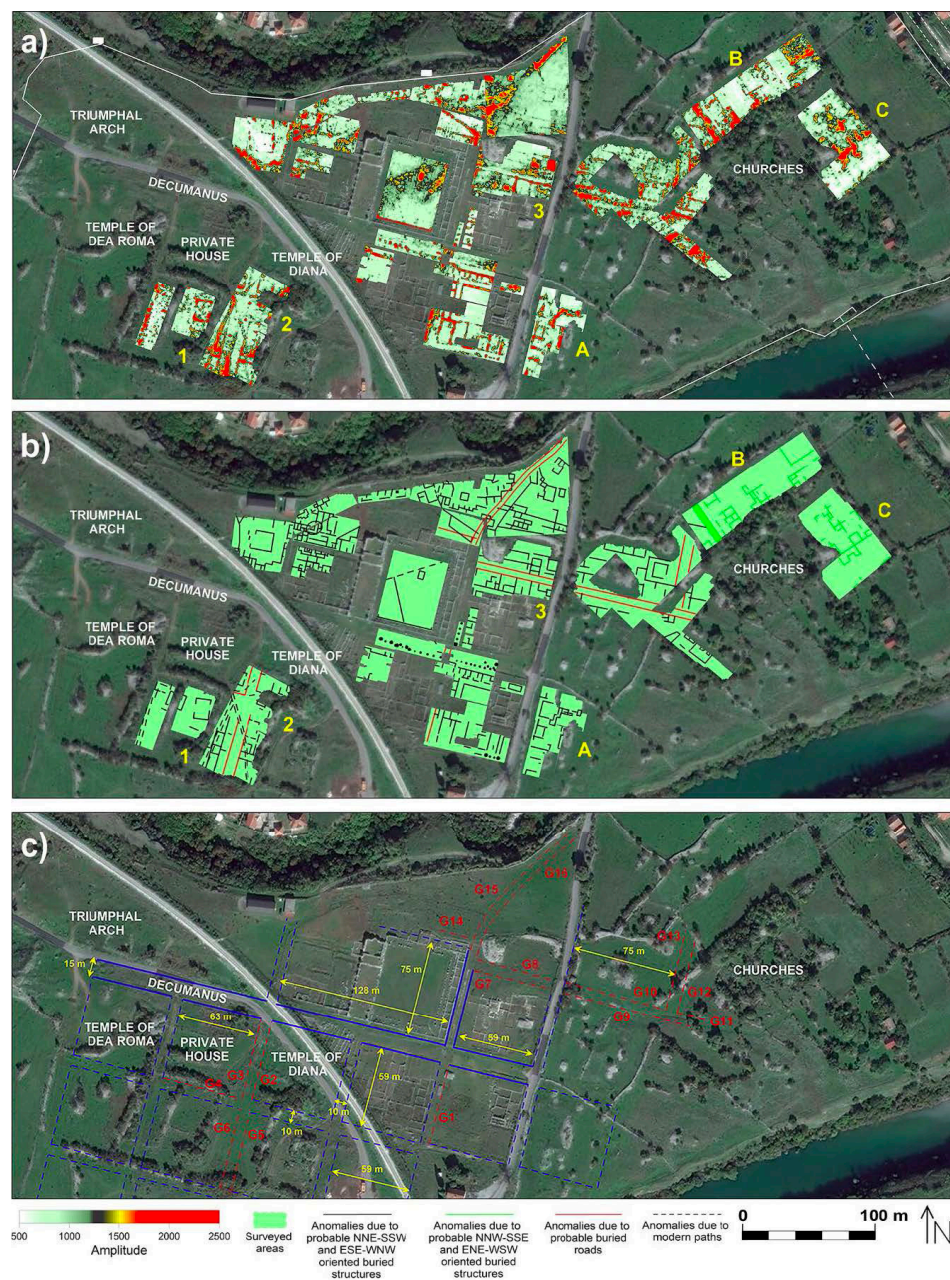 a)
B
C
TRIUMPHAL
ARCH
CHURCHES
DECUMANUS
3
TEMPLE OF
DEA ROMA
PRIVATE
HOUSE
TEMPLE OF
DIANA
2
1
A
b)
B
C
TRIUMPHAL
ARCH
CHURCHES
DECUMANUS
3
TEMPLE OF
DEA ROMA
PRIVATE
HOUSE
TEMPLE OF
DIANA
2
1
A
c)
G16
G15
TRIUMPHAL
ARCH
G14
G13
75 m
75 m
15 m
G8
CHURCHES
DECUMANUS
128 m
G7
G10
G12
63 m
G9
G11
TEMPLE OF
DEA ROMA
PRIVATE
HOUSE
TEMPLE OF
DIANA
59 m
G3
G2
59 m
G4
10 m
10 m
G1
G6
G5
59 m
500 1000 1500 2000 2500
Amplitude
Surveyed
areas
Anomalies due to
probable NNE-SSW
and ESE-WNW
oriented buried
structures
Anomalies due to
probable NNW-SSE
and ENE-WSW
oriented buried
structures
Anomalies due to
probable buried
roads
Anomalies due to
modern paths
0 100 m
N